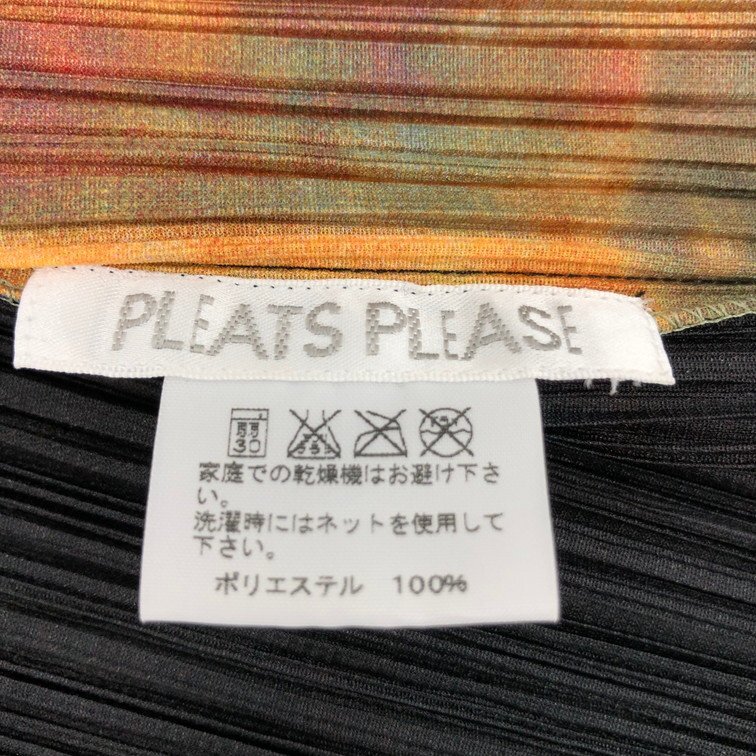 PLEATS PLEASE
弱
30
家庭での乾燥機はお避け下さ
い。
洗濯時にはネットを使用して
下さい。
ポリエステル 100%